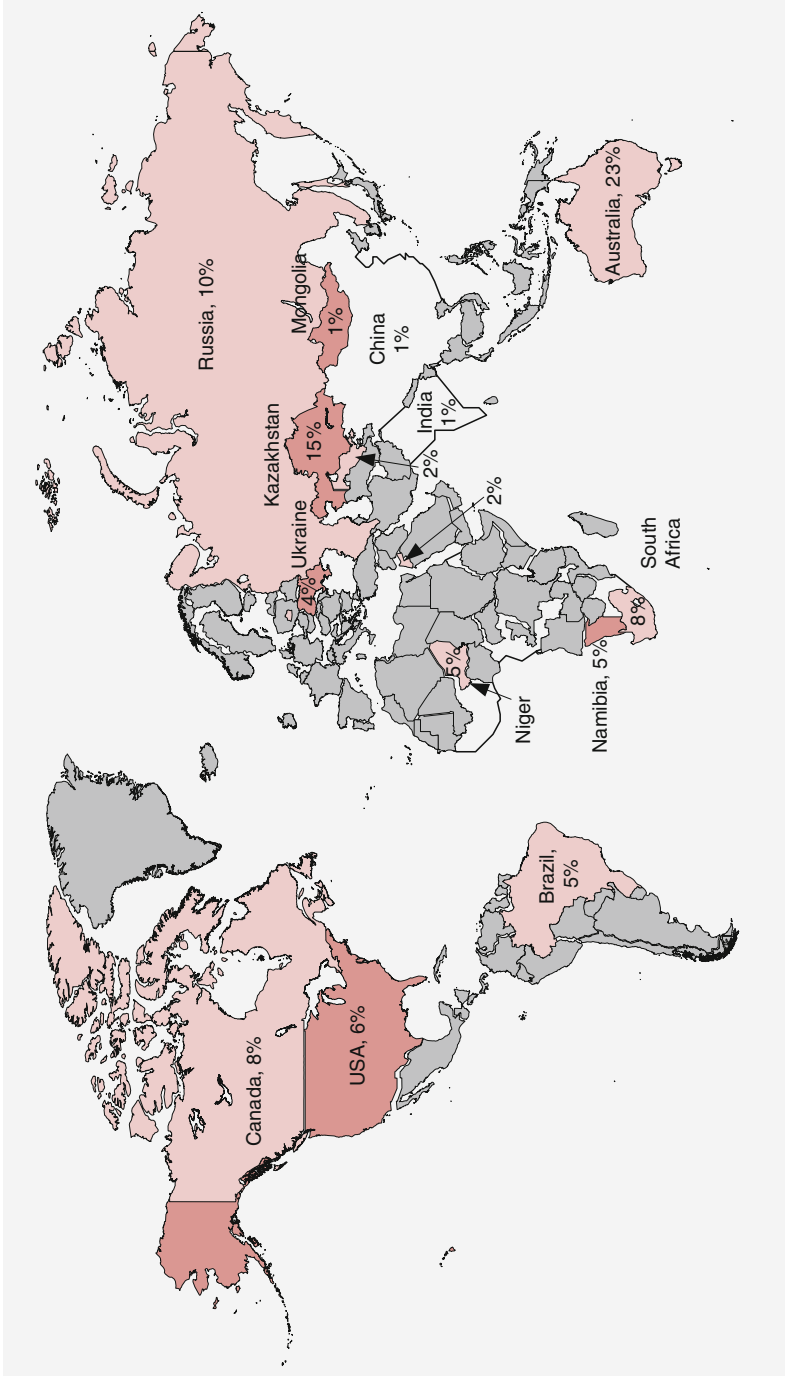 Canada, 8%
USA, 6%
Brazil,
5%
Russia, 10%
Ukraine
4%
Kazakhstan
15%
Mongolia
1%
China
1%
India
1%
2%
2%
Niger
5%
Namibia, 5%
8%
South
Africa
Australia, 23%